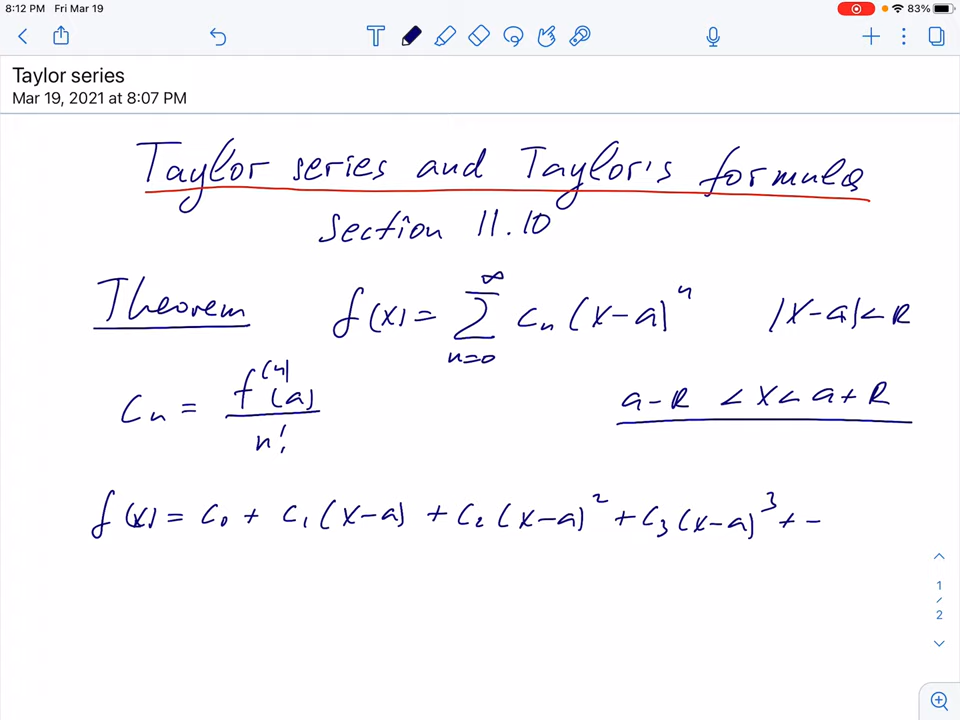 8:12 PM Fri Mar 19 83%
Taylor series
Mar 19, 2021 at 8:07 PM
Taylor series and Taylor's formula
section 11.10
Theorem f(x) = ∑_{n=0}^{∞} c_n (x-a)^n |x-a| < R
c_n = f^{(n)}(a) / n! a-R < x < a+R
f(x) = c_0 + c_1 (x-a) + c_2 (x-a)^2 + c_3 (x-a)^3 + -
1
/
2